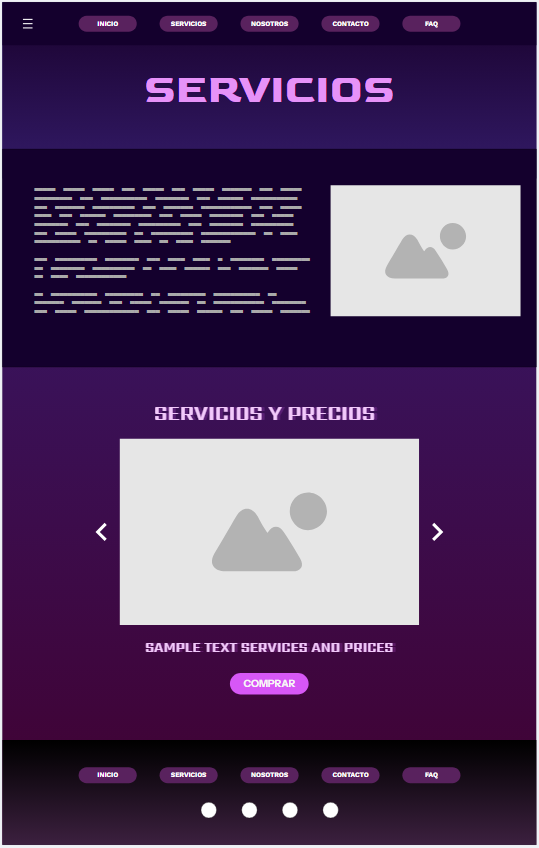 INICIO
SERVICIOS
NOSOTROS
CONTACTO
FAQ
SERVICIOS
SERVICIOS Y PRECIOS
SAMPLE TEXT SERVICES AND PRICES
COMPRAR
INICIO
SERVICIOS
NOSOTROS
CONTACTO
FAQ